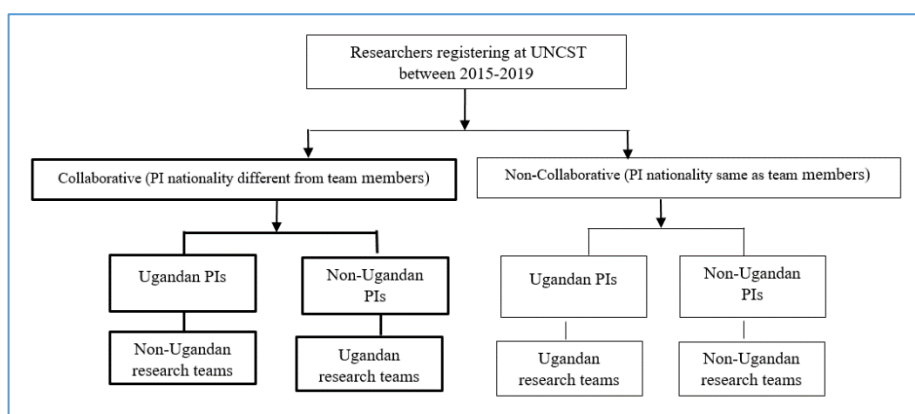 Researchers registering at UNCST
between 2015-2019
Collaborative (PI nationality different from team members)
Non-Collaborative (PI nationality same as team members)
Ugandan PIs
Non-Ugandan
PIs
Ugandan PIs
Non-Ugandan
PIs
Non-Ugandan
research teams
Ugandan
research teams
Ugandan
research teams
Non-Ugandan
research teams